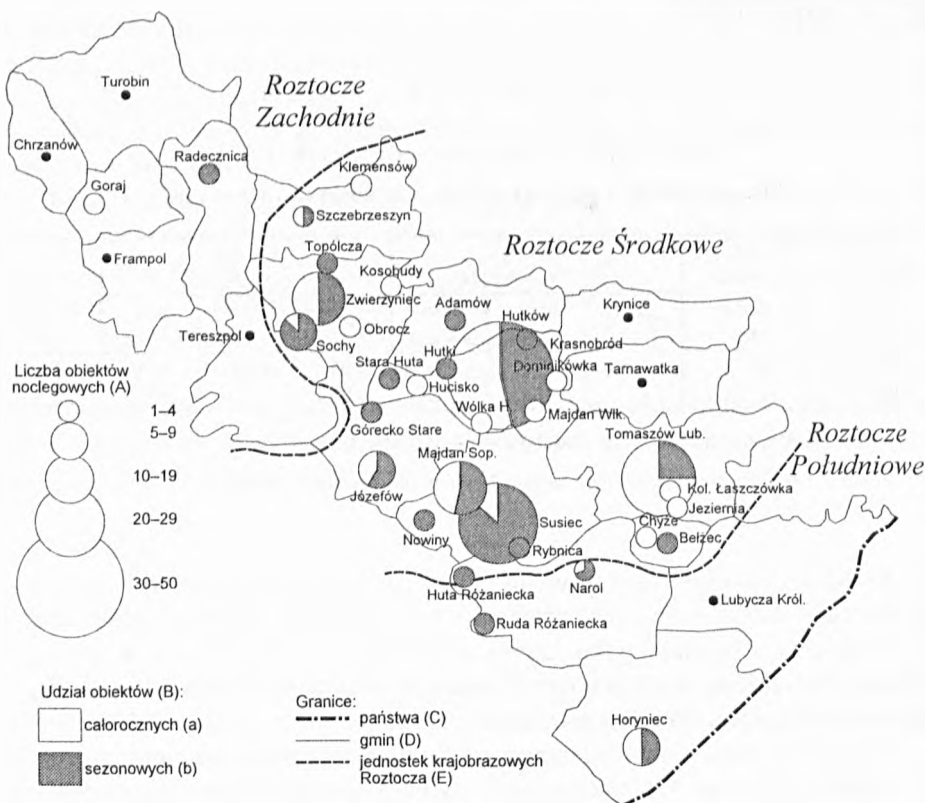 Turobin
Roztocze
Zachodnie
Chrzanów
Radecznica
Klemensów
Goraj
Szczebrzeszyn
Roztocze Środkowe
Topólcza
Frampol
Kosobudy
Zwierzyniec
Adamów
Hutków
Krynice
Obrocz
Krasnobród
Tereszpol
Sochy
Hutki
Dominikówka
Stara Huta
Tarnawatka
Hucisko
Wólka H.
Majdan Wlk.
Górecko Stare
Roztocze
Południowe
Tomaszów Lub.
Majdan Sop.
Kol. Łaszczówka
Józefów
Jeziernia
Susiec
Chyże
Nowiny
Bełżec
Rybnica
Huta Różaniecka
Narol
Lubycza Król.
Ruda Różaniecka
Horyniec
Liczba obiektów
noclegowych (A)
1–4
5–9
10–19
20–29
30–50
Udział obiektów (B):
całorocznych (a)
sezonowych (b)
Granice:
państwa (C)
gmin (D)
jednostek krajobrazowych
Roztocza (E)